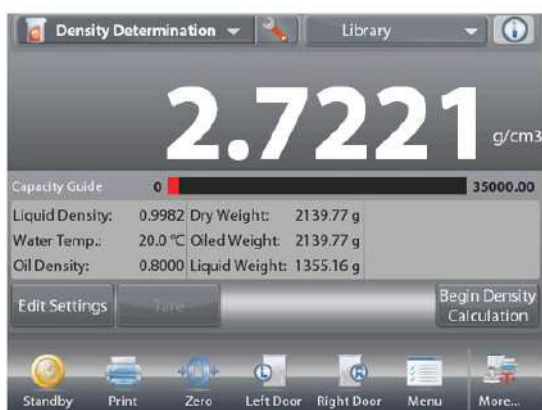 Density Determination Library
2.7221 g/cm3
Capacity Guide 0 35000.00
Liquid Density: 0.9982 Dry Weight: 2139.77 g
Water Temp.: 20.0 °C Oiled Weight: 2139.77 g
Oil Density: 0.8000 Liquid Weight: 1355.16 g
Edit Settings Tare Begin Density
Calculation
Standby Print Zero Left Door Right Door Menu More...